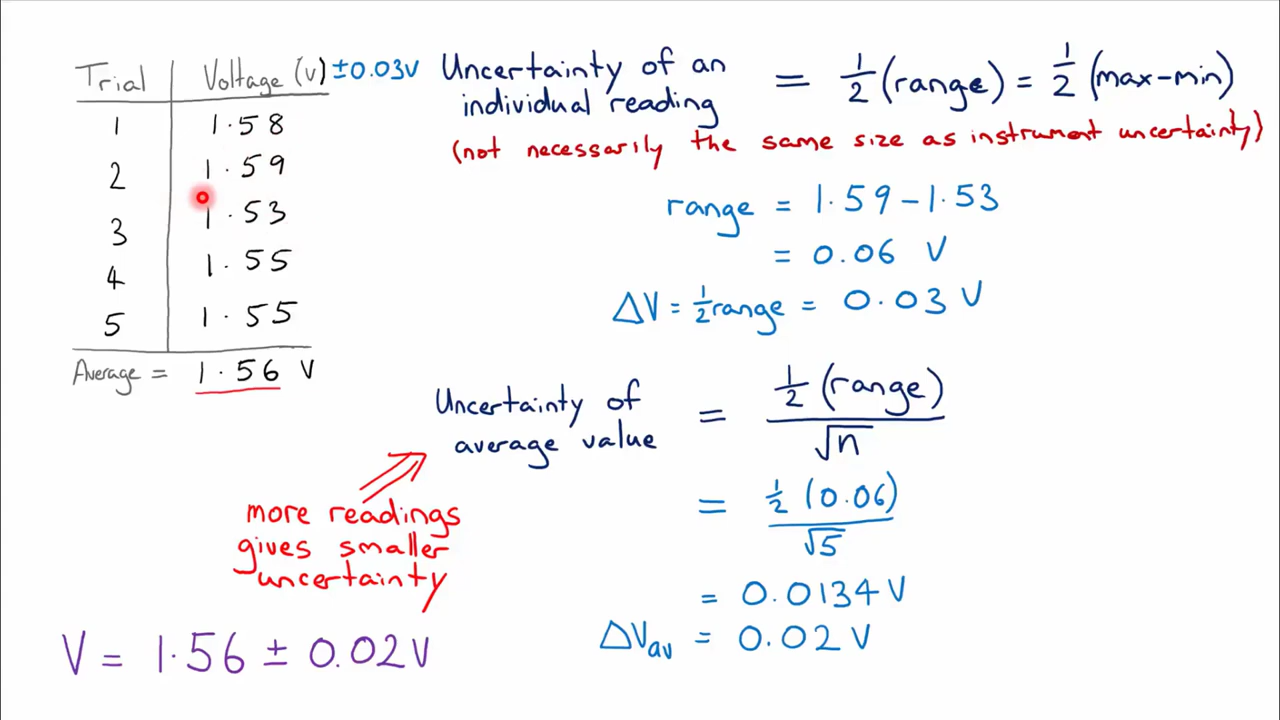 Trial Voltage (V) ±0.03V
1 1.58
2 1.59
3 1.53
4 1.55
5 1.55
Average = 1.56 V
Uncertainty of an
individual reading = 1/2 (range) = 1/2 (max-min)
(not necessarily the same size as instrument uncertainty)
range = 1.59 - 1.53
= 0.06 V
ΔV = 1/2 range = 0.03 V
Uncertainty of
average value = 1/2 (range) / √n
= 1/2 (0.06) / √5
= 0.0134 V
ΔVav = 0.02 V
more readings
gives smaller
uncertainty
V = 1.56 ± 0.02V